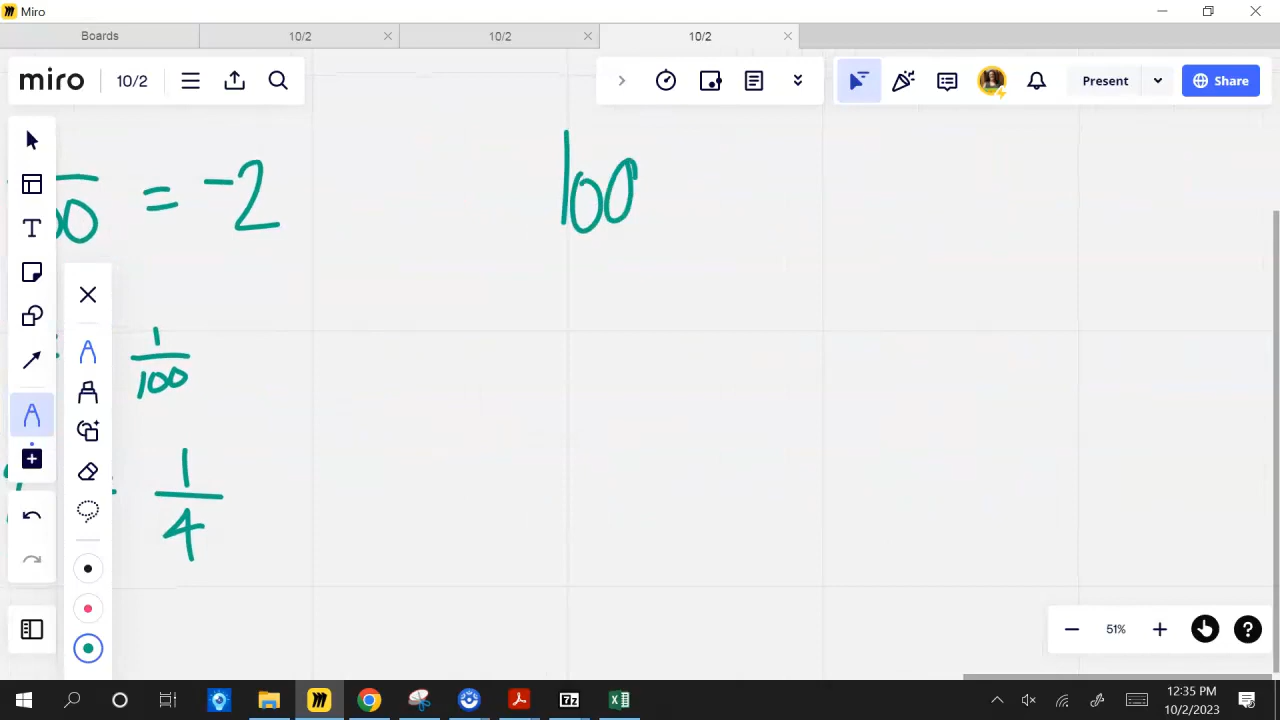 Miro
Boards
10/2
10/2
10/2
miro
10/2
Present
Share
= -2
100
1
100
1
4
51%
12:35 PM
10/2/2023